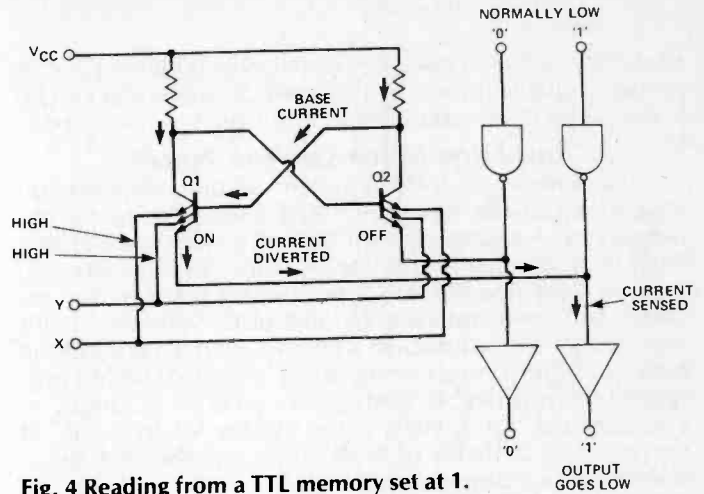 NORMALLY LOW
'0' '1'
VCC
BASE
CURRENT
Q1
Q2
HIGH
HIGH
ON
OFF
CURRENT
DIVERTED
CURRENT
SENSED
Y
X
'0'
'1'
OUTPUT
GOES LOW
Fig. 4 Reading from a TTL memory set at 1.